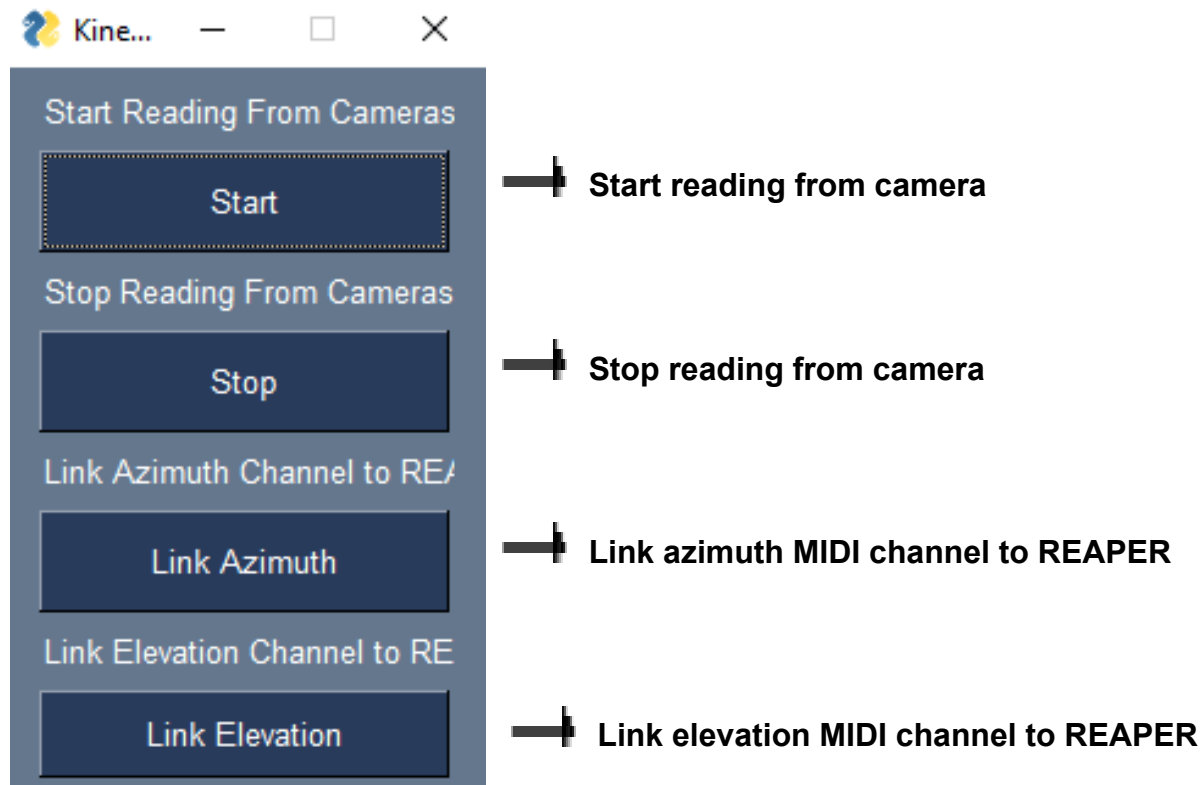 Kine...
Start Reading From Cameras
Start
Start reading from camera
Stop Reading From Cameras
Stop
Stop reading from camera
Link Azimuth Channel to REA
Link Azimuth
Link azimuth MIDI channel to REAPER
Link Elevation Channel to RE
Link Elevation
Link elevation MIDI channel to REAPER